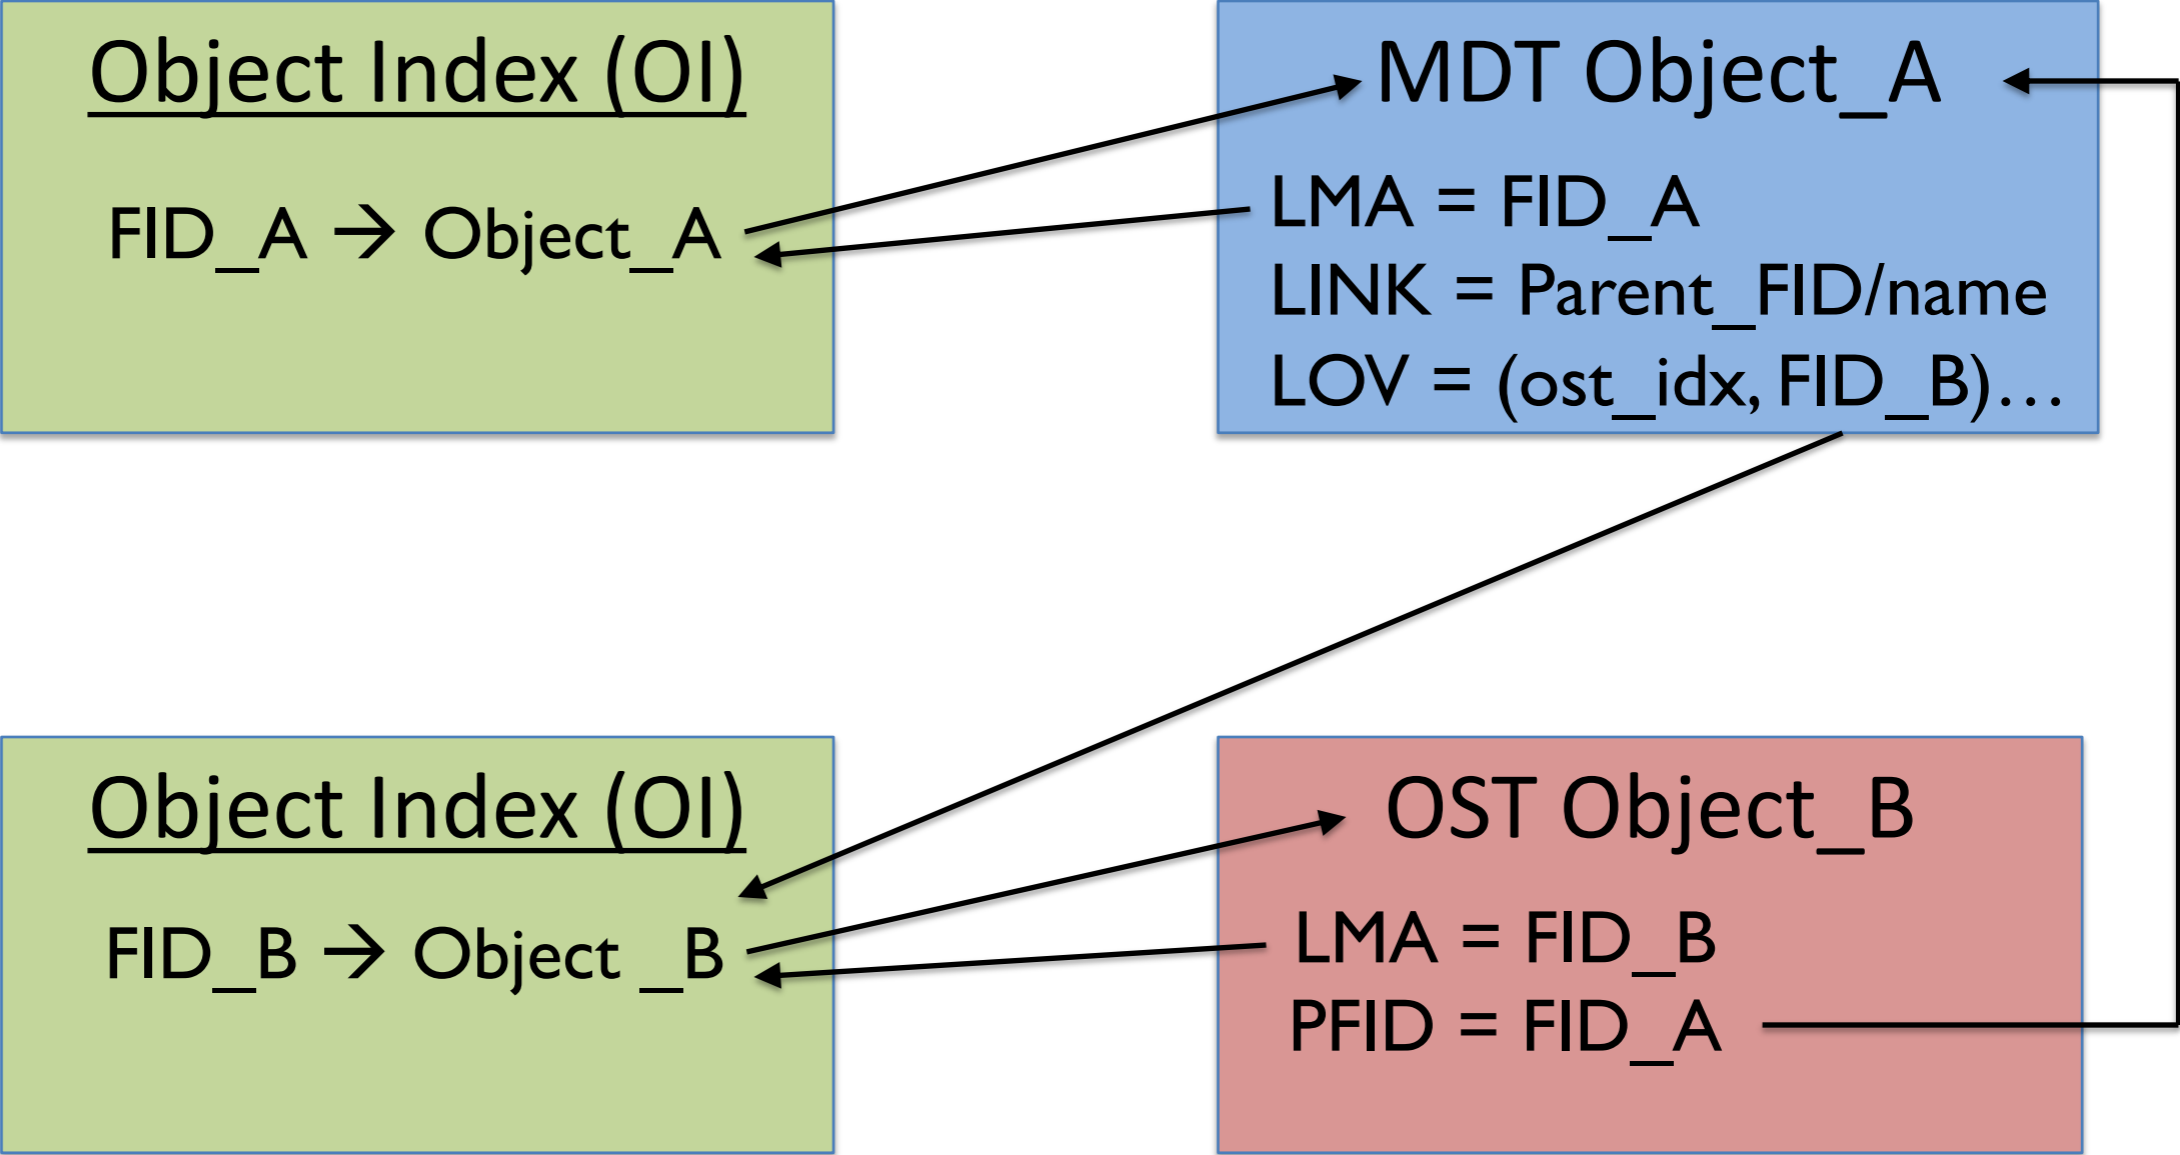 Object Index (OI)
FID_A → Object_A
MDT Object_A
LMA = FID_A
LINK = Parent_FID/name
LOV = (ost_idx, FID_B)…
Object Index (OI)
FID_B → Object _B
OST Object_B
LMA = FID_B
PFID = FID_A